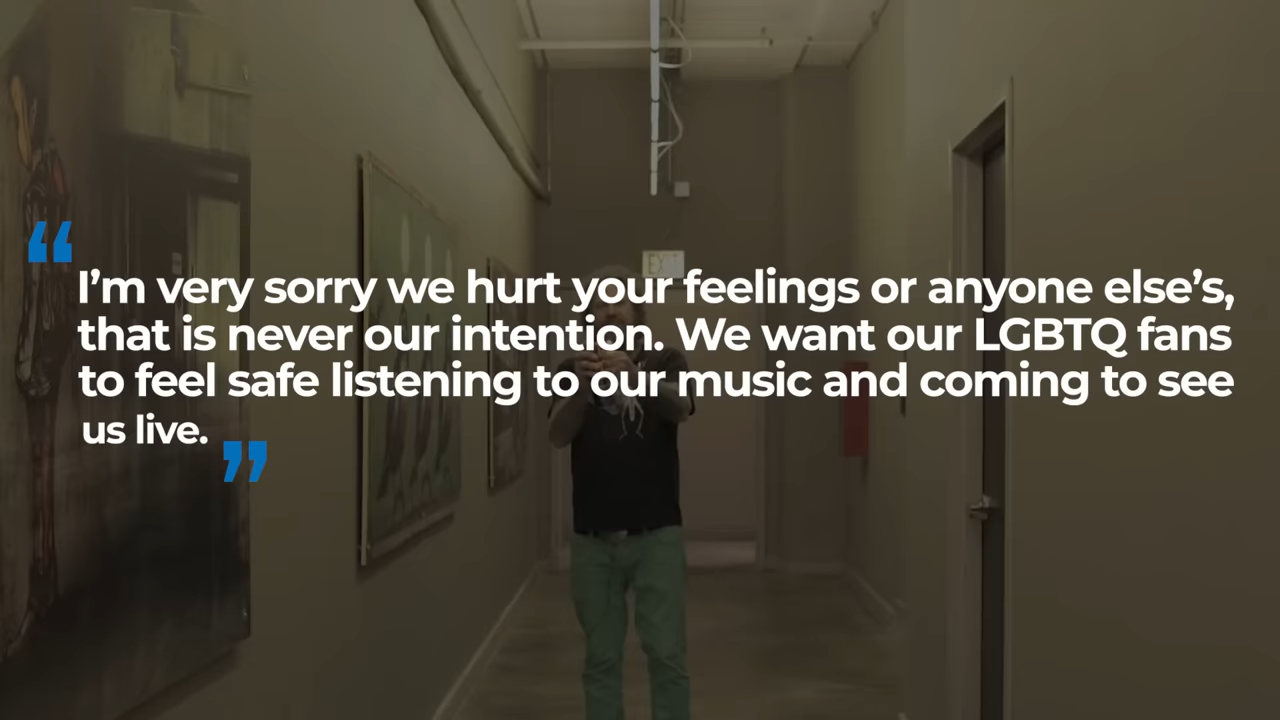 “I’m very sorry we hurt your feelings or anyone else’s,
that is never our intention. We want our LGBTQ fans
to feel safe listening to our music and coming to see
us live.”
EXIT